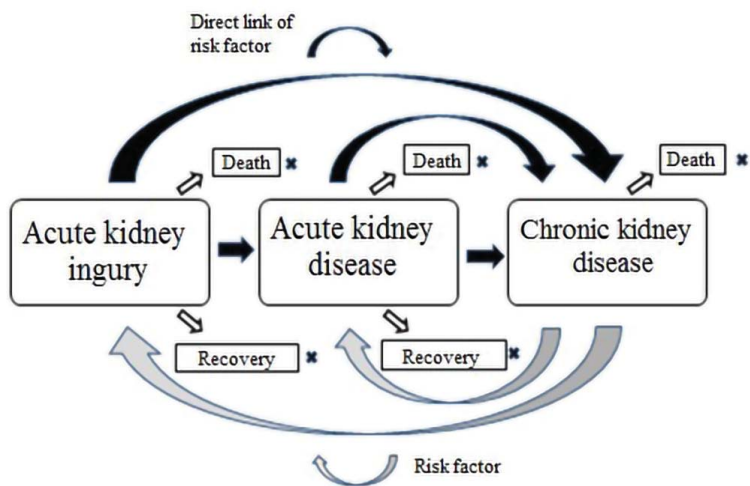 Direct link of
risk factor
Death
Death
Death
Acute kidney
ingury
Acute kidney
disease
Chronic kidney
disease
Recovery
Recovery
Risk factor